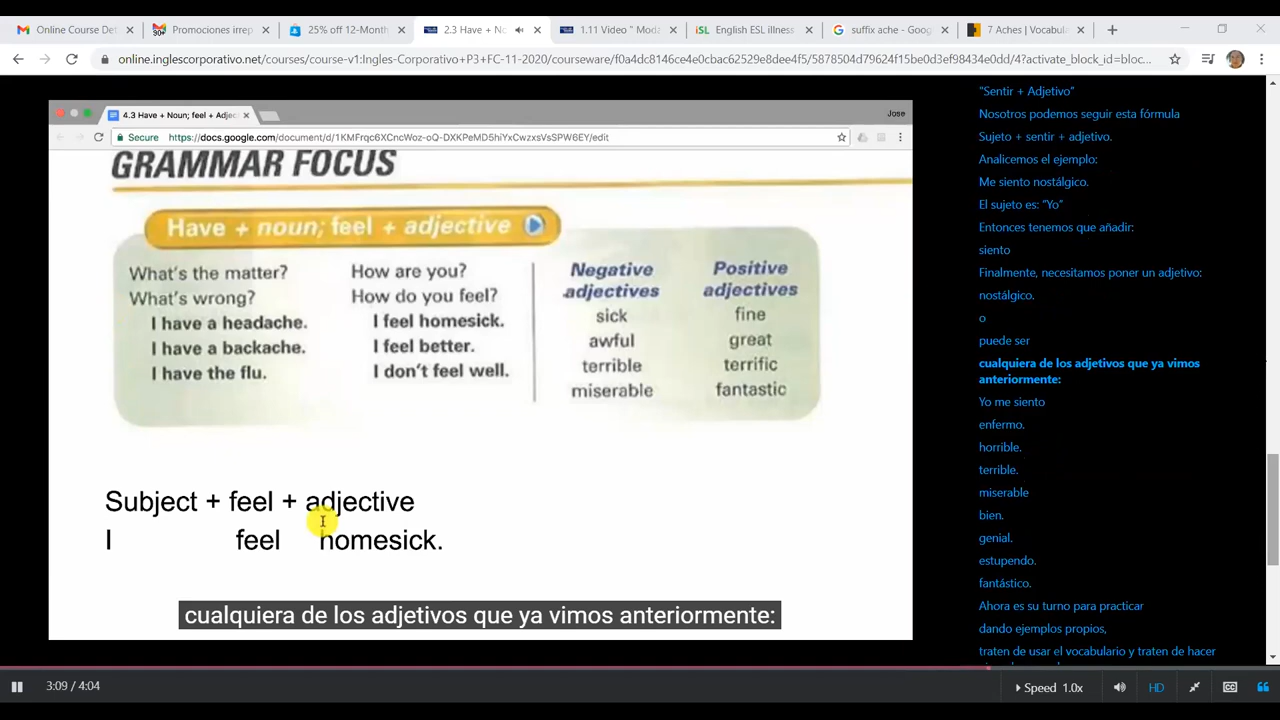 Online Course Det
Promociones irrep
25% off 12-Month
2.3 Have + No
1.11 Video " Moda
English ESL illness
suffix ache - Goog
7 Aches | Vocabul
online.inglescorporativo.net/courses/course-v1:Ingles-Corporativo+P3+FC-11-2020/courseware/f0a4dc8146ce4e0cbac62529e8dee4f5/5878504d79624f15be0d3ef98434e0dd/4?activate_block_id=bloc...
4.3 Have + Noun; feel + Adjec
Jose
Secure
https://docs.google.com/document/d/1KMFrqc6XCncWoz-oQ-DXKPeMD5hiYxCwzxsVsSPW6EY/edit
GRAMMAR FOCUS
Have + noun; feel + adjective
What's the matter?
What's wrong?
I have a headache.
I have a backache.
I have the flu.
How are you?
How do you feel?
I feel homesick.
I feel better.
I don't feel well.
Negative
adjectives
sick
awful
terrible
miserable
Positive
adjectives
fine
great
terrific
fantastic
Subject + feel + adjective
I feel homesick.
cualquiera de los adjetivos que ya vimos anteriormente:
"Sentir + Adjetivo"
Nosotros podemos seguir esta fórmula
Sujeto + sentir + adjetivo.
Analicemos el ejemplo:
Me siento nostálgico.
El sujeto es: "Yo"
Entonces tenemos que añadir:
siento
Finalmente, necesitamos poner un adjetivo:
nostálgico.
o
puede ser
cualquiera de los adjetivos que ya vimos
anteriormente:
Yo me siento
enfermo.
horrible.
terrible.
miserable
bien.
genial.
estupendo.
fantástico.
Ahora es su turno para practicar
dando ejemplos propios,
traten de usar el vocabulario y traten de hacer
3:09 / 4:04
Speed 1.0x
HD